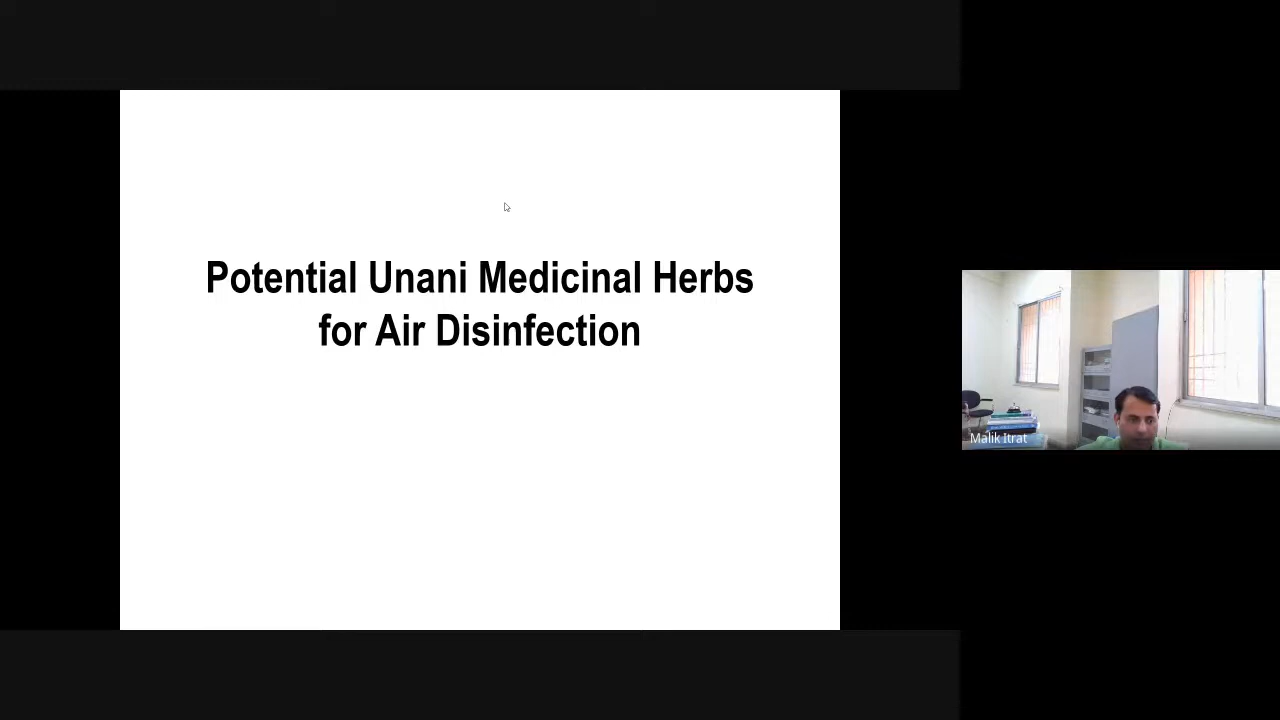 Potential Unani Medicinal Herbs
for Air Disinfection
Malik Itrat